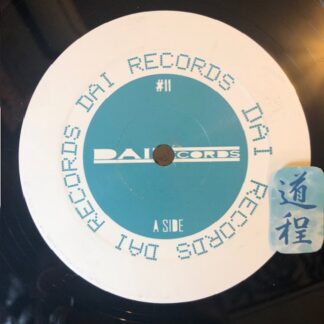 DAI RECORDS DAI RECORDS DAI RECORDS
#11
DAI RECORDS
A SIDE
道程